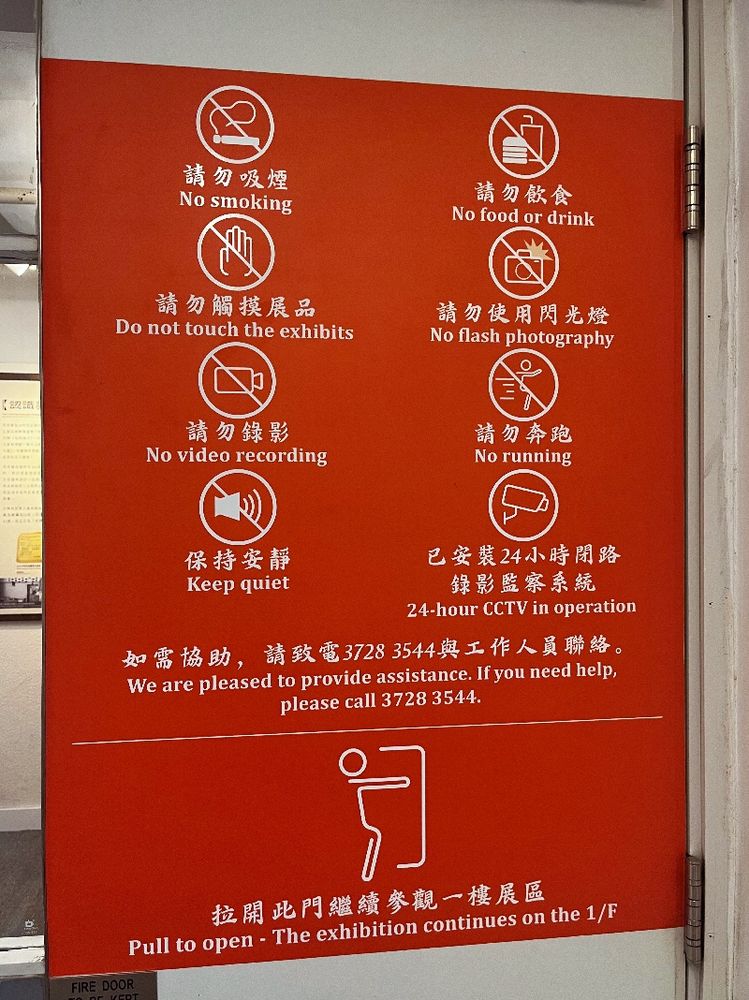 請勿吸煙
No smoking
請勿飲食
No food or drink
請勿觸摸展品
Do not touch the exhibits
請勿使用閃光燈
No flash photography
請勿錄影
No video recording
請勿奔跑
No running
保持安靜
Keep quiet
已安裝24小時閉路
錄影監察系統
24-hour CCTV in operation
如需協助，請致電3728 3544與工作人員聯絡。
We are pleased to provide assistance. If you need help,
please call 3728 3544.
拉開此門繼續參觀一樓展區
Pull to open - The exhibition continues on the 1/F
FIRE DOOR
TO BE KEPT